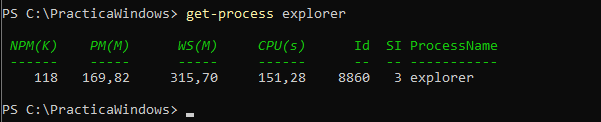 PS C:\PracticaWindows> get-process explorer
NPM(K) PM(M) WS(M) CPU(s) Id SI ProcessName
------ ----- ----- ------ -- -- -----------
118 169,82 315,70 151,28 8860 3 explorer
PS C:\PracticaWindows>